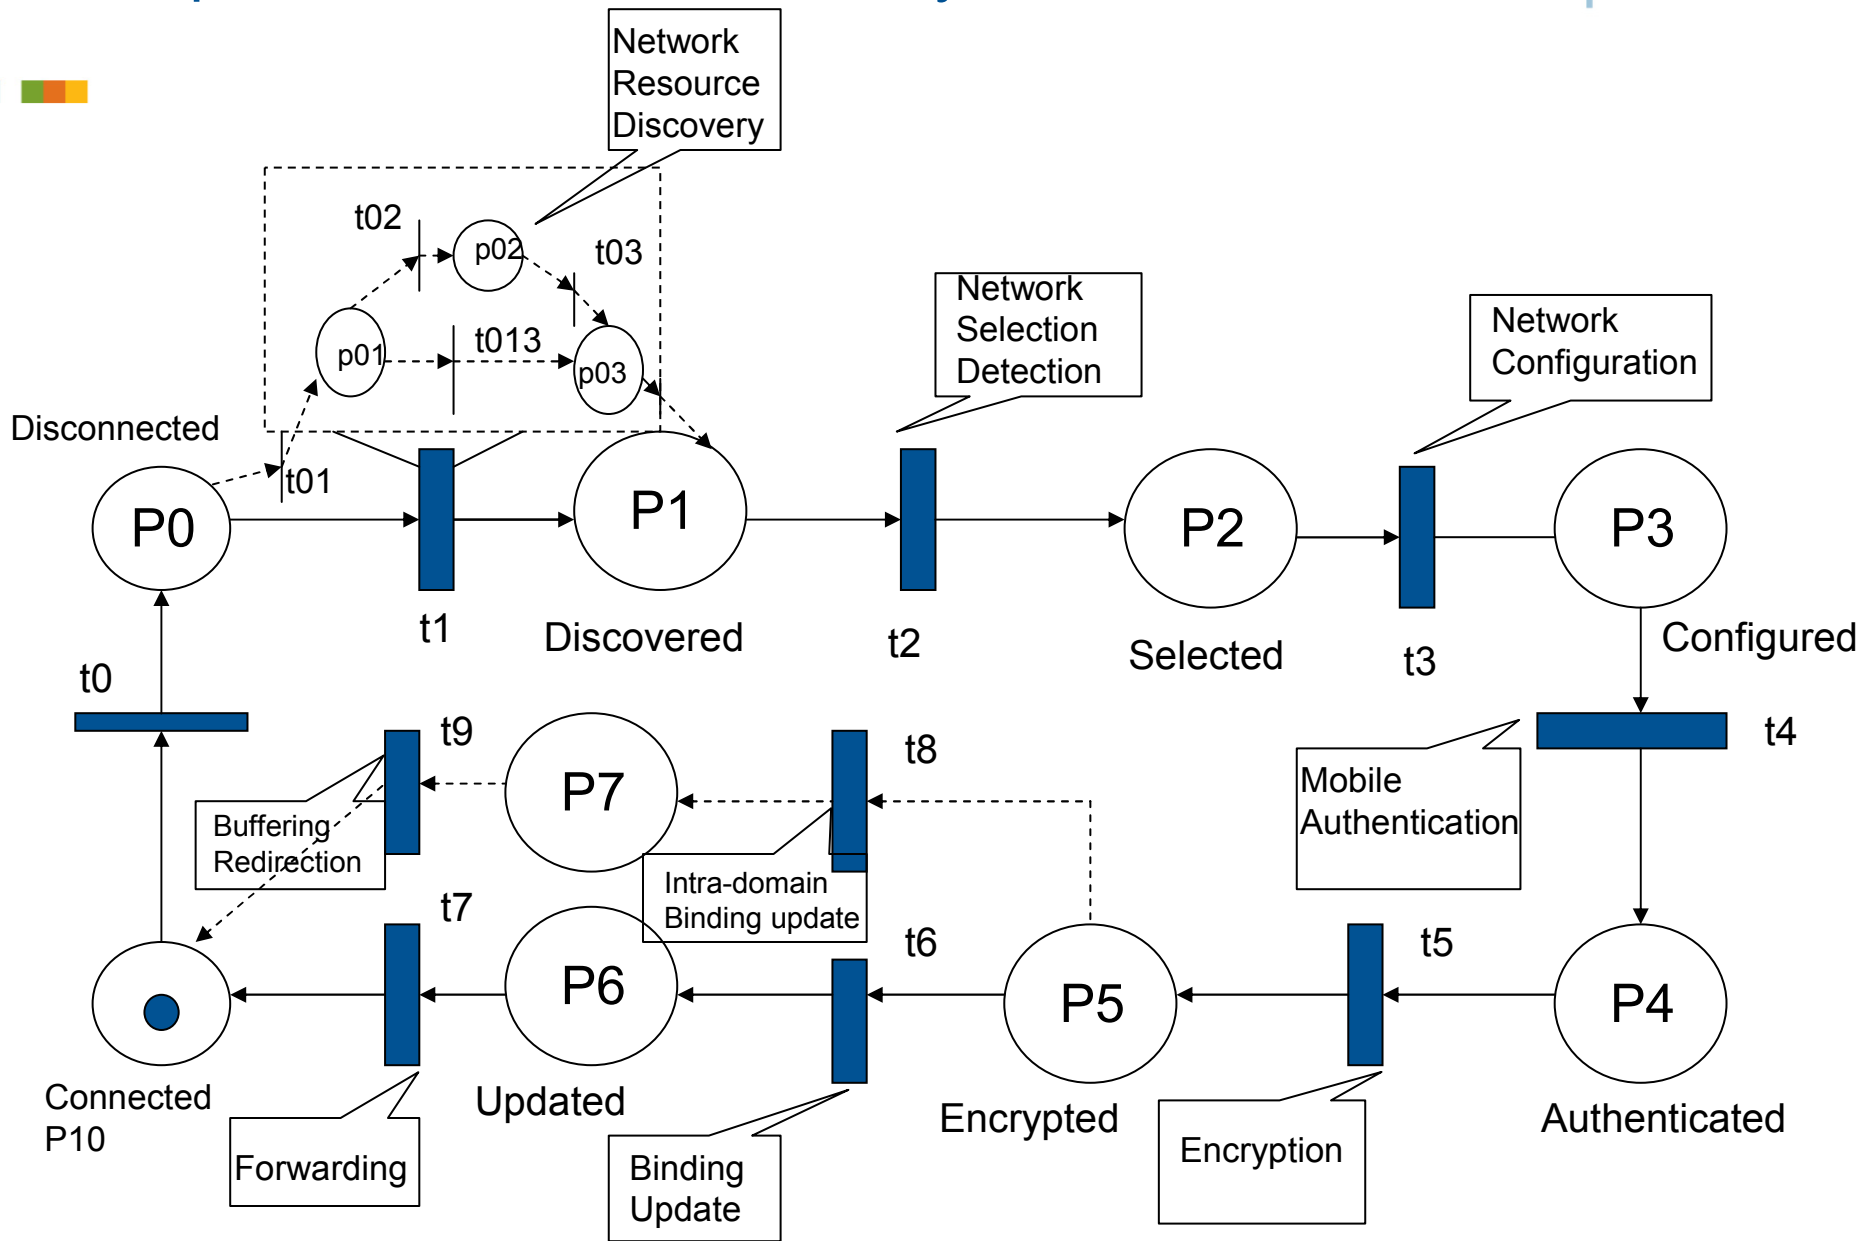 Network
Resource
Discovery
t02
p02
t03
p01
t013
p03
t01
Network
Selection
Detection
Network
Configuration
Disconnected
P0
P1
P2
P3
t1
Discovered
t2
Selected
t3
Configured
t0
t9
P7
t8
t4
Mobile
Authentication
Buffering
Redirection
Intra-domain
Binding update
t7
P6
t6
P5
t5
P4
Connected
P10
Updated
Encrypted
Authenticated
Forwarding
Binding
Update
Encryption